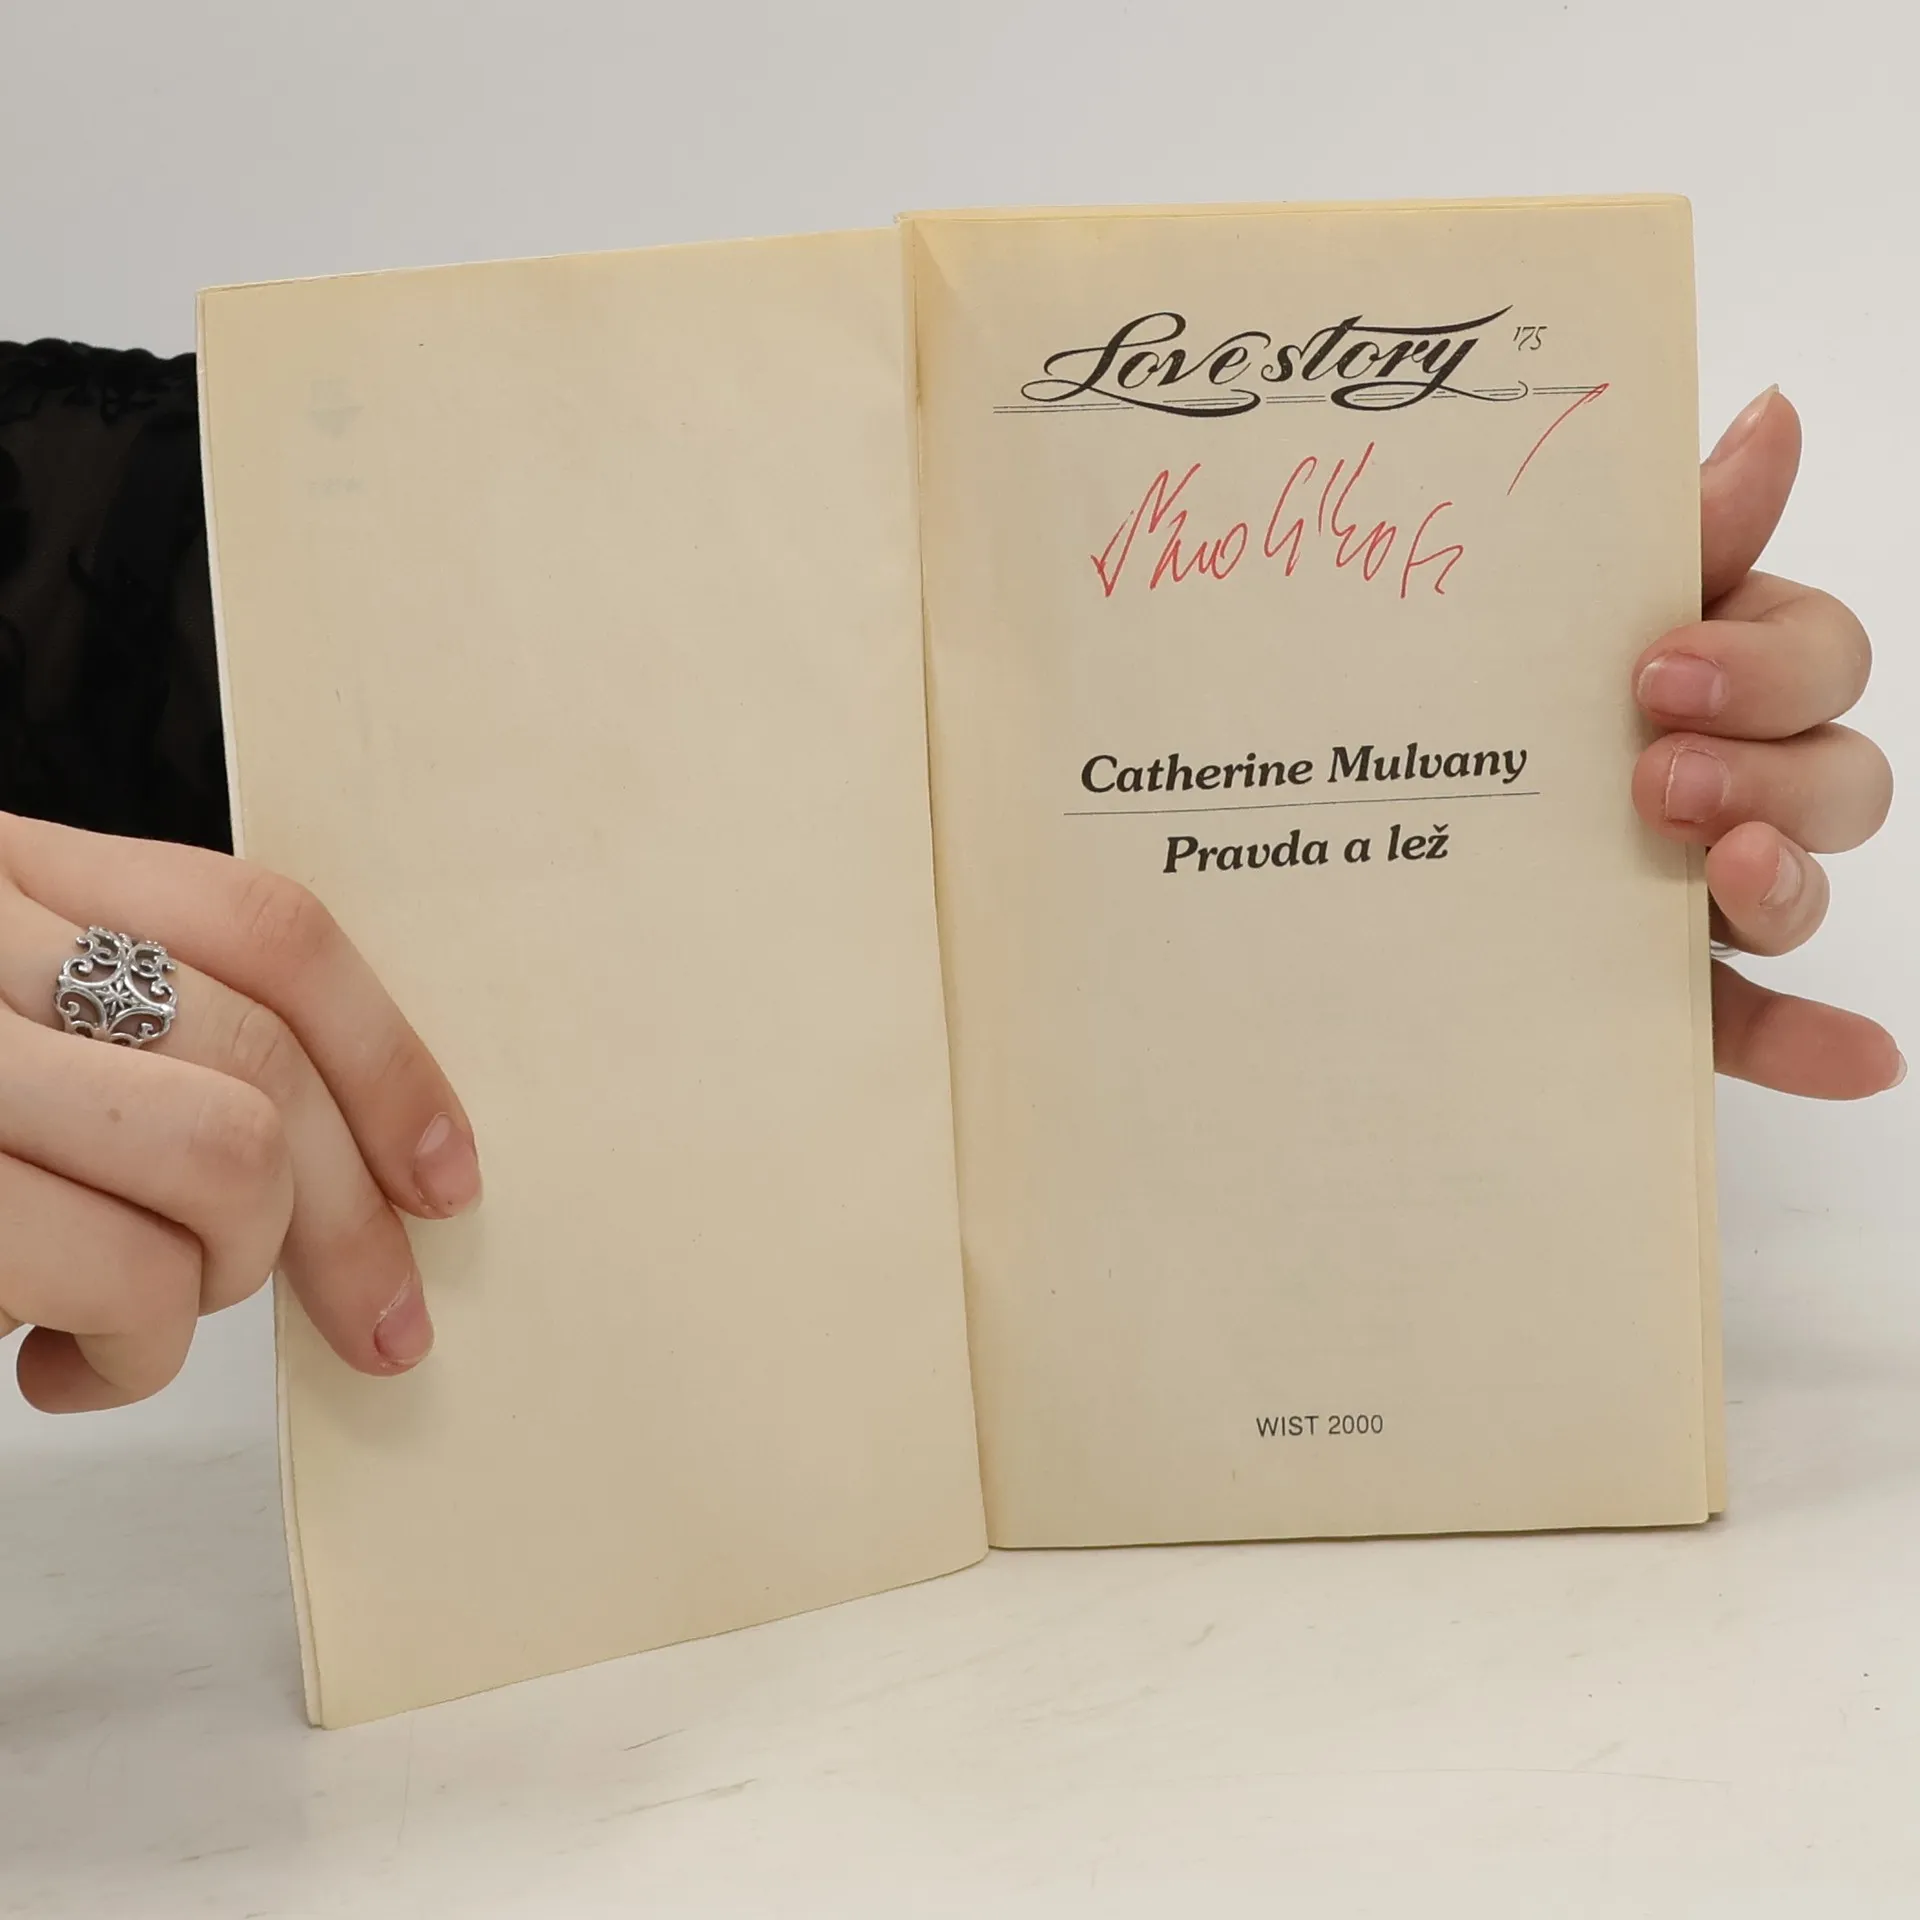 Love story '175
Catherine Mulvany
Pravda a lež
WIST 2000